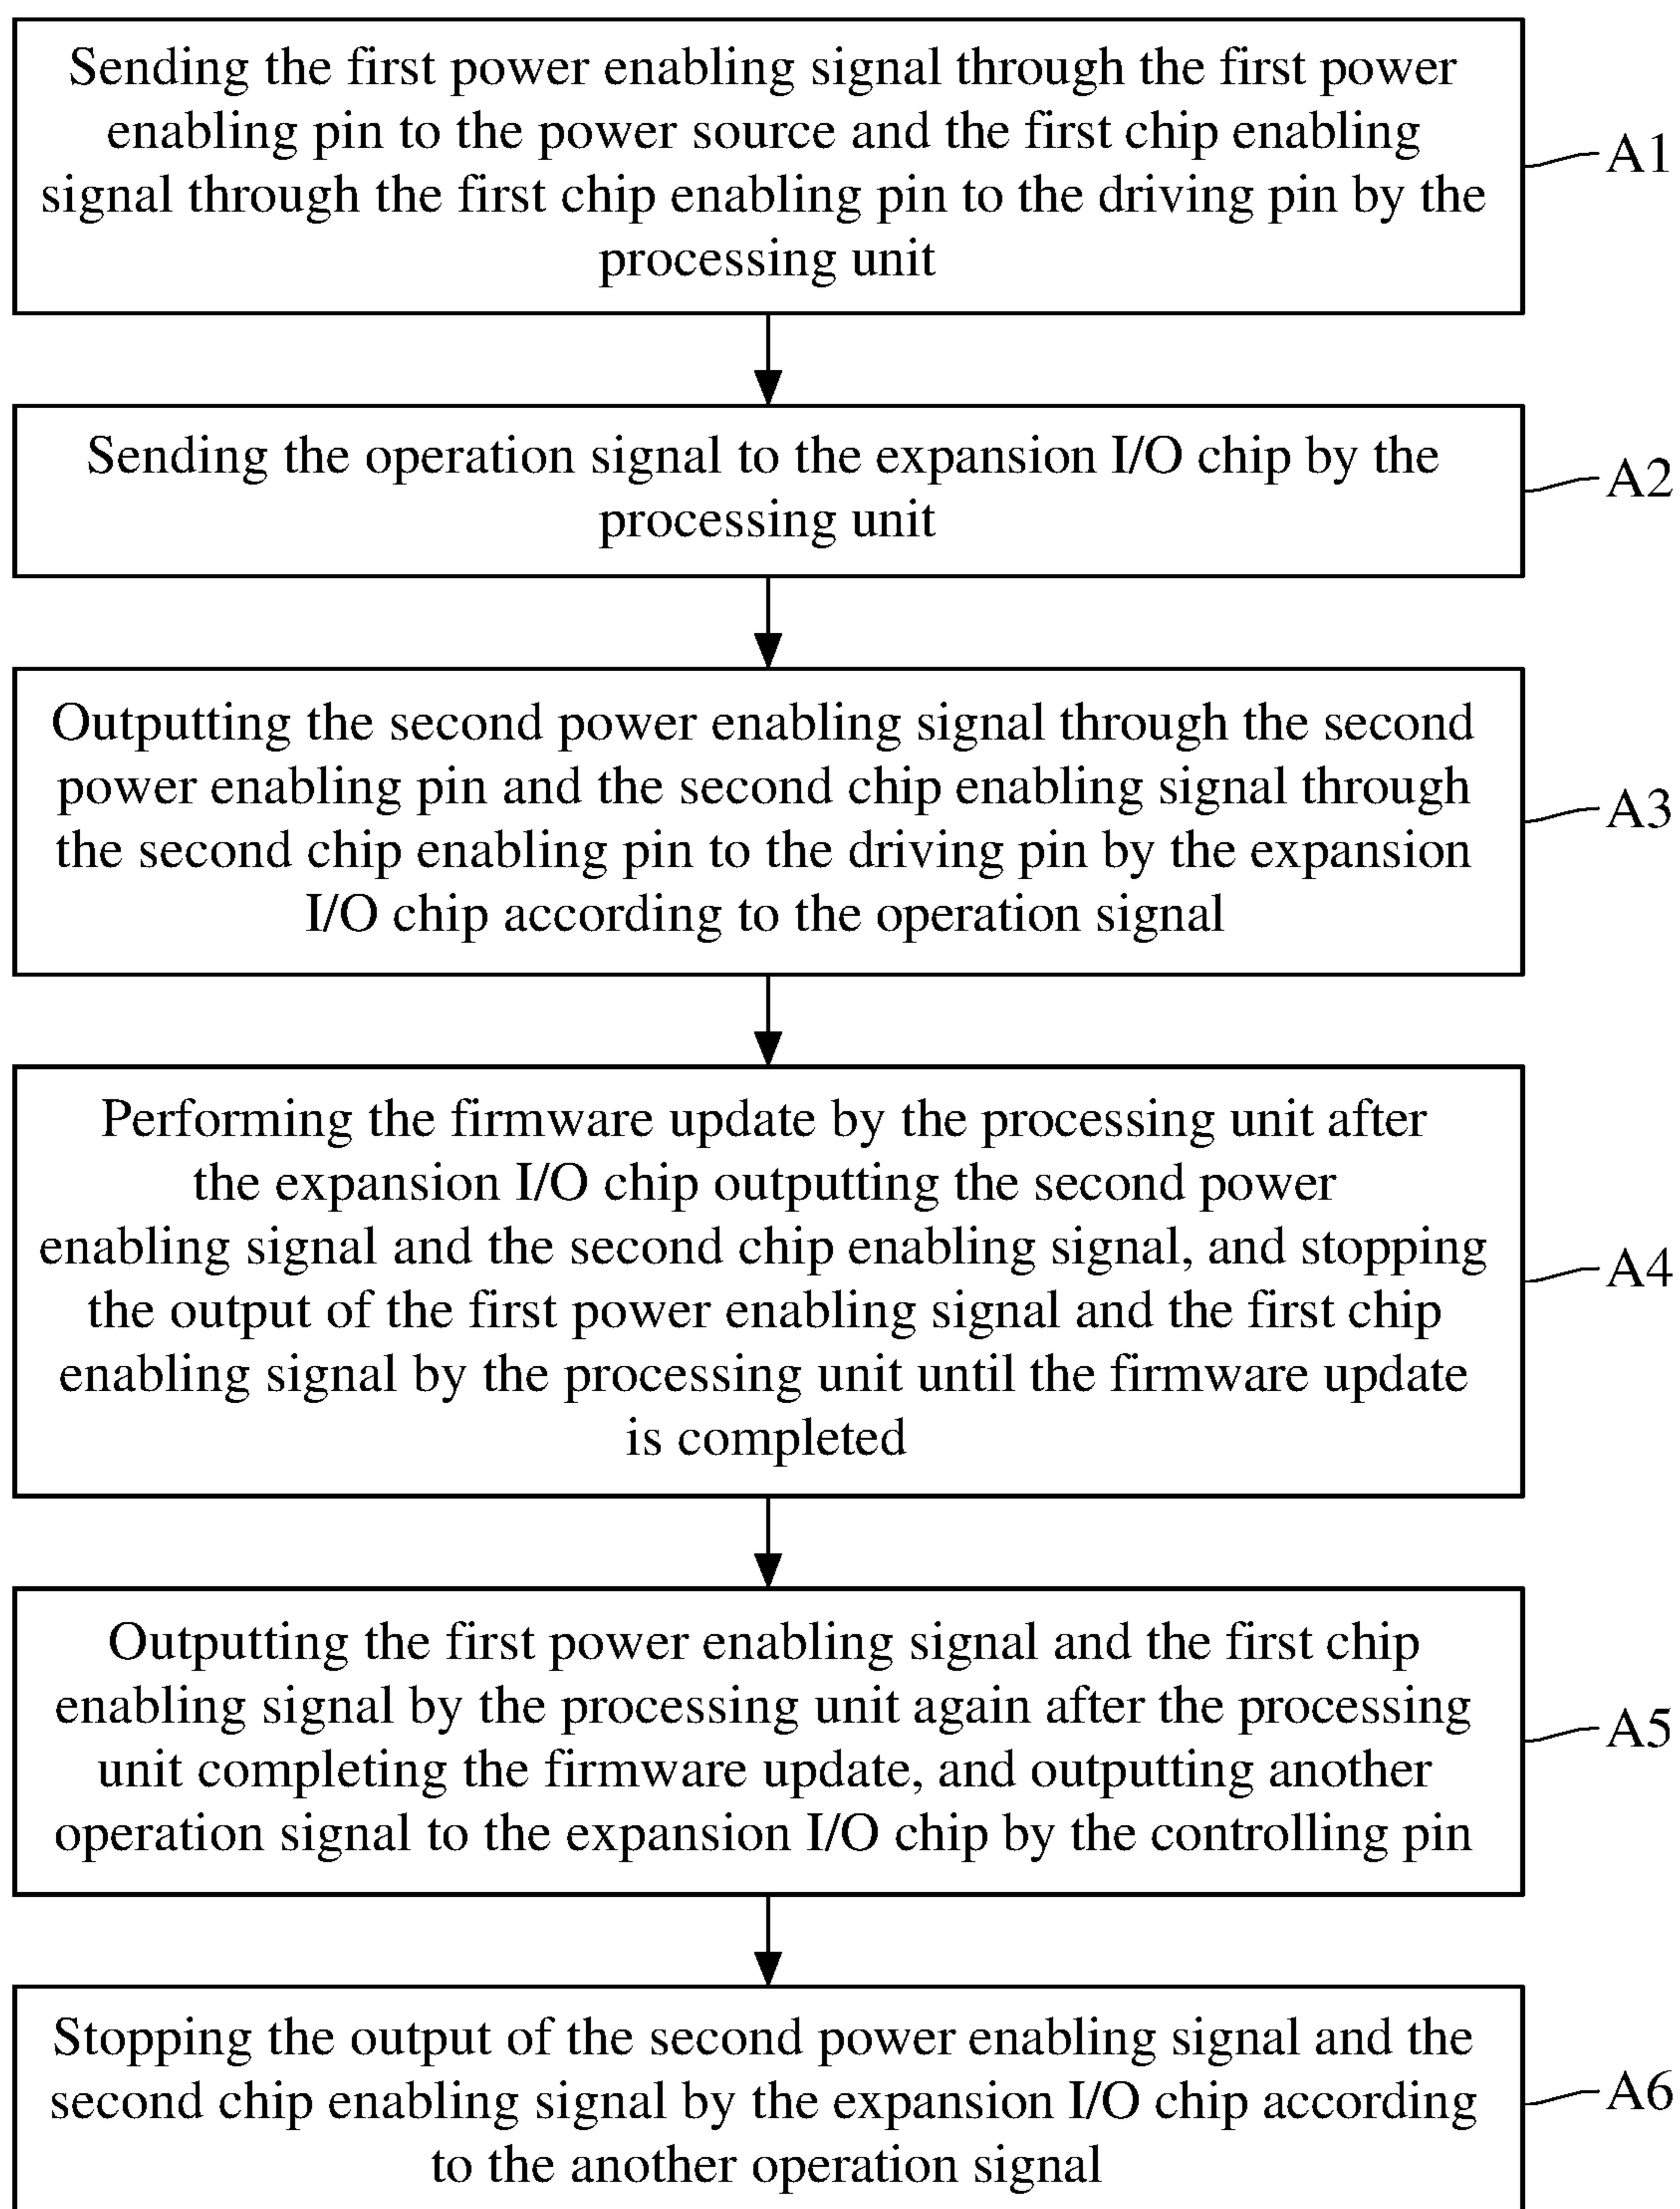 Sending the first power enabling signal through the first power
enabling pin to the power source and the first chip enabling
signal through the first chip enabling pin to the driving pin by the
processing unit
A1
Sending the operation signal to the expansion I/O chip by the
processing unit
A2
Outputting the second power enabling signal through the second
power enabling pin and the second chip enabling signal through
the second chip enabling pin to the driving pin by the expansion
I/O chip according to the operation signal
A3
Performing the firmware update by the processing unit after
the expansion I/O chip outputting the second power
enabling signal and the second chip enabling signal, and stopping
the output of the first power enabling signal and the first chip
enabling signal by the processing unit until the firmware update
is completed
A4
Outputting the first power enabling signal and the first chip
enabling signal by the processing unit again after the processing
unit completing the firmware update, and outputting another
operation signal to the expansion I/O chip by the controlling pin
A5
Stopping the output of the second power enabling signal and the
second chip enabling signal by the expansion I/O chip according
to the another operation signal
A6